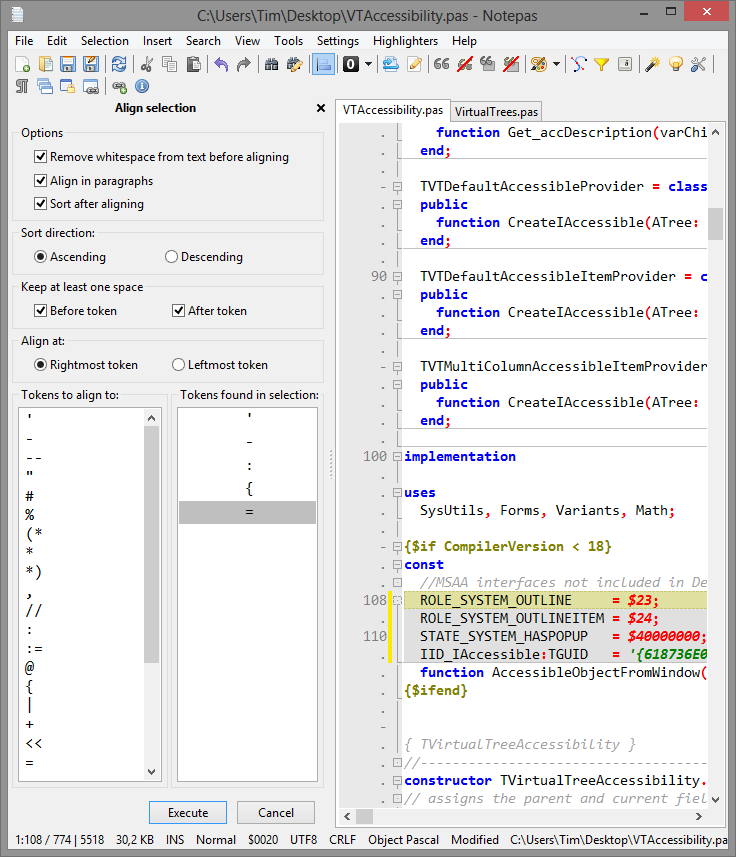 C:\Users\Tim\Desktop\VTAccessibility.pas - Notepas
File Edit Selection Insert Search View Tools Settings Highlighters Help
Align selection
Options
Remove whitespace from text before aligning
Align in paragraphs
Sort after aligning
Sort direction:
Ascending Descending
Keep at least one space
Before token After token
Align at:
Rightmost token Leftmost token
Tokens to align to: Tokens found in selection:
'
-
--
"
#
%
(*
*
*)
,
//
:
:=
@
{
|
+
<<
=
'
-
:
{
=
Execute Cancel
VTAccessibility.pas VirtualTrees.pas
function Get_accDescription(varChi
end;
TVTDefaultAccessibleProvider = class
public
function CreateIAccessible(ATree:
end;
90 TVTDefaultAccessibleItemProvider = c
public
function CreateIAccessible(ATree:
end;
TVTMultiColumnAccessibleItemProvider
public
function CreateIAccessible(ATree:
end;
100 implementation
uses
SysUtils, Forms, Variants, Math;
{$if CompilerVersion < 18}
const
//MSAA interfaces not included in De
108 ROLE_SYSTEM_OUTLINE = $23;
ROLE_SYSTEM_OUTLINEITEM = $24;
110 STATE_SYSTEM_HASPOPUP = $40000000;
IID_IAccessible:TGUID = '{618736E0
function AccessibleObjectFromWindow(
{$ifend}
{ TVirtualTreeAccessibility }
//------------------------------------
constructor TVirtualTreeAccessibility.
// assigns the parent and current fiel
1:108 / 774 | 5518 30,2 KB INS Normal $0020 UTF8 CRLF Object Pascal Modified C:\Users\Tim\Desktop\VTAccessibility.pa